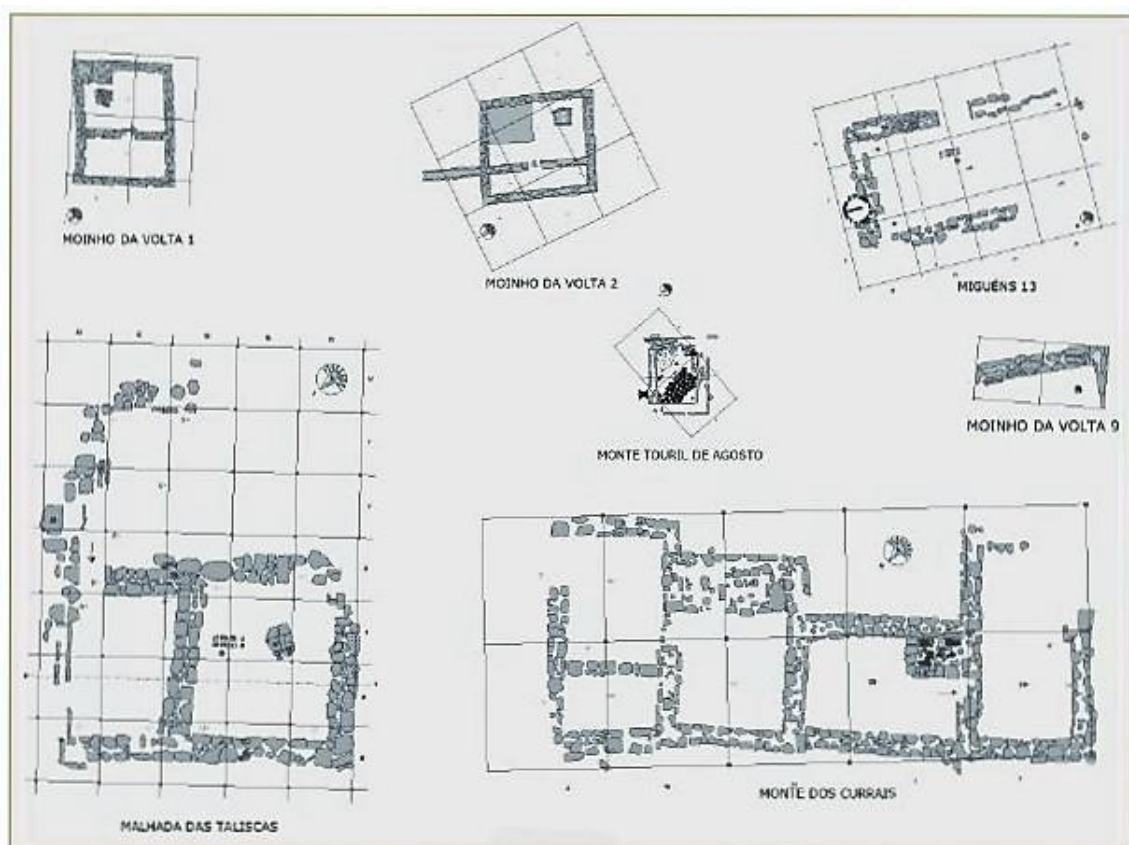 MOINHO DA VOLTA 1
MOINHO DA VOLTA 2
MIGUÉNS 13
MONTE TOURIL DE AGOSTO
MOINHO DA VOLTA 9
MALHADA DAS TALISCAS
MONTE DOS CURRAIS